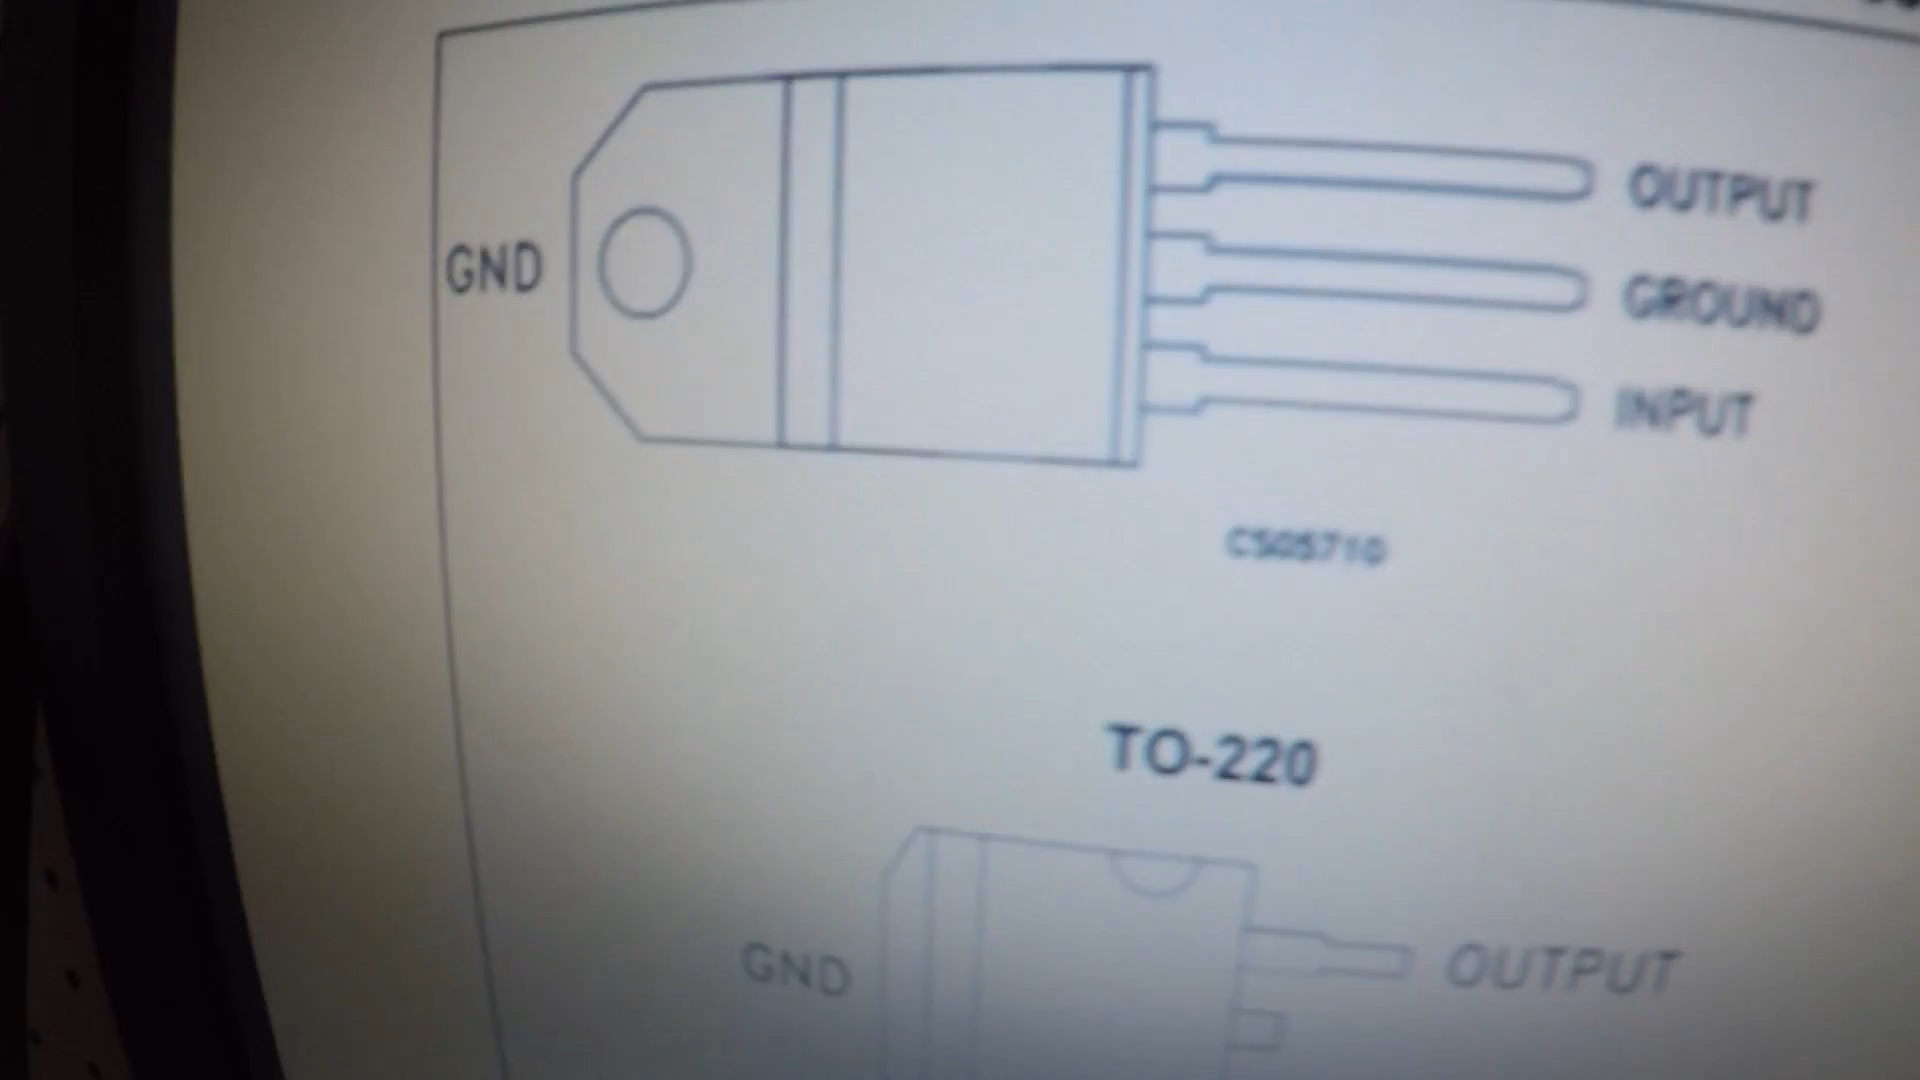 OUTPUT
GND
GROUND
INPUT
CS05710
TO-220
GND
OUTPUT